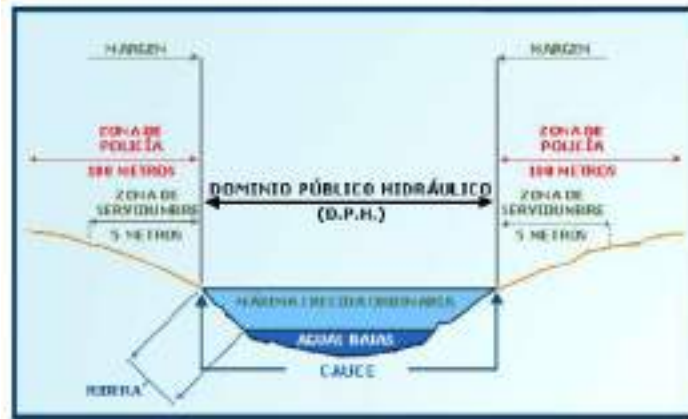 MARGEN
MARGEN
ZONA DE
POLICÍA
100 METROS
ZONA DE
SERVIDUMBRE
5 METROS
DOMINIO PÚBLICO HIDRÁULICO
(D.P.H.)
ZONA DE
POLICÍA
100 METROS
ZONA DE
SERVIDUMBRE
5 METROS
MÁXIMA CRECIDA ORDINARIA
AGUAS BAJAS
CAUCE
RIBERA